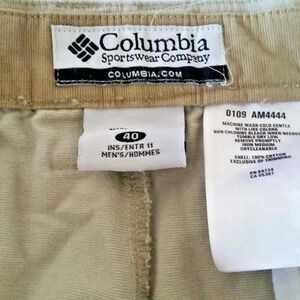 Columbia
Sportswear Company
COLUMBIA.COM
40
INS/ENTR 11
MEN'S/HOMMES
0109 AM4444
MACHINE WASH COLD GENTLE
WITH LIKE COLORS
NON-CHLORINE BLEACH WHEN NEEDED
TUMBLE DRY LOW
REMOVE PROMPTLY
IRON MEDIUM
DRYCLEANABLE
SHELL: 100% COTTON
EXCLUSIVE OF TRIMMING
RN 69724
CA 05367